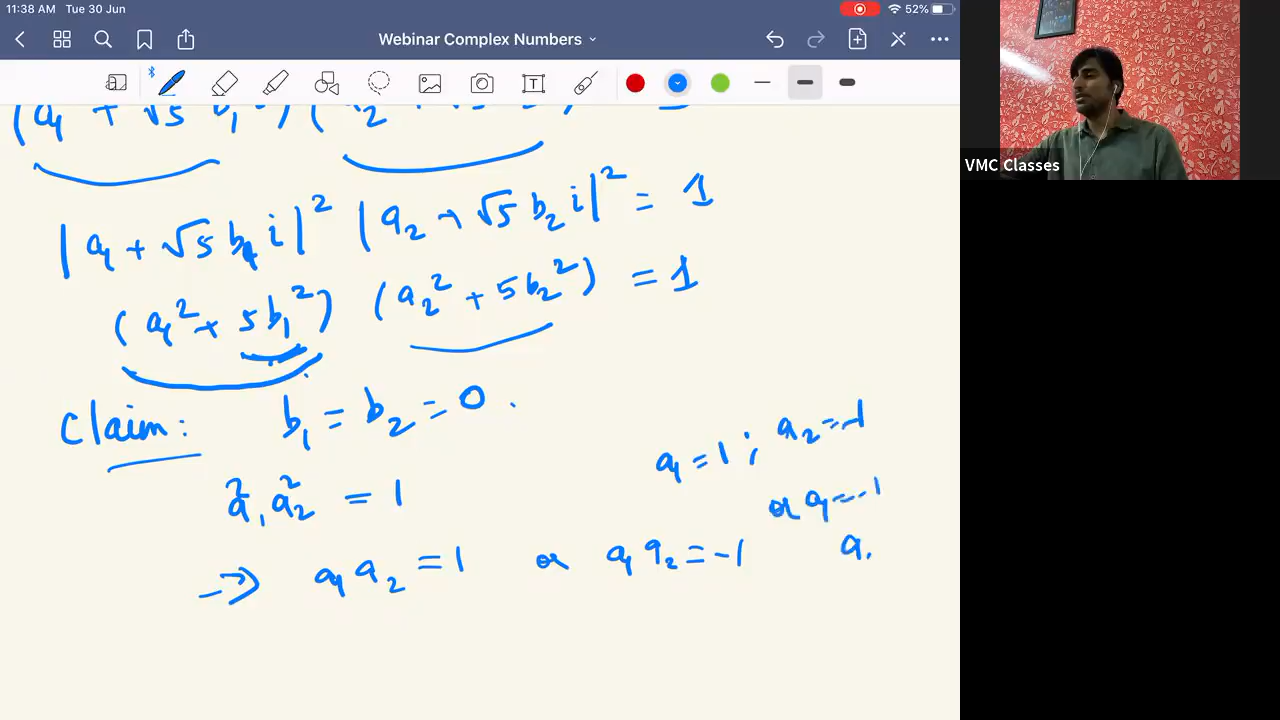 11:38 AM Tue 30 Jun
52%
Webinar Complex Numbers
T
VMC Classes
|a₁ + √5 b₁ i|² |a₂ + √5 b₂ i|² = 1
(a₁² + 5b₁²) (a₂² + 5b₂²) = 1
Claim: b₁ = b₂ = 0 .
a₁ = 1 ; a₂ = -1
a₁² a₂² = 1
or a₁ = -1
⇒ a₁ a₂ = 1 or a₁ a₂ = -1
a